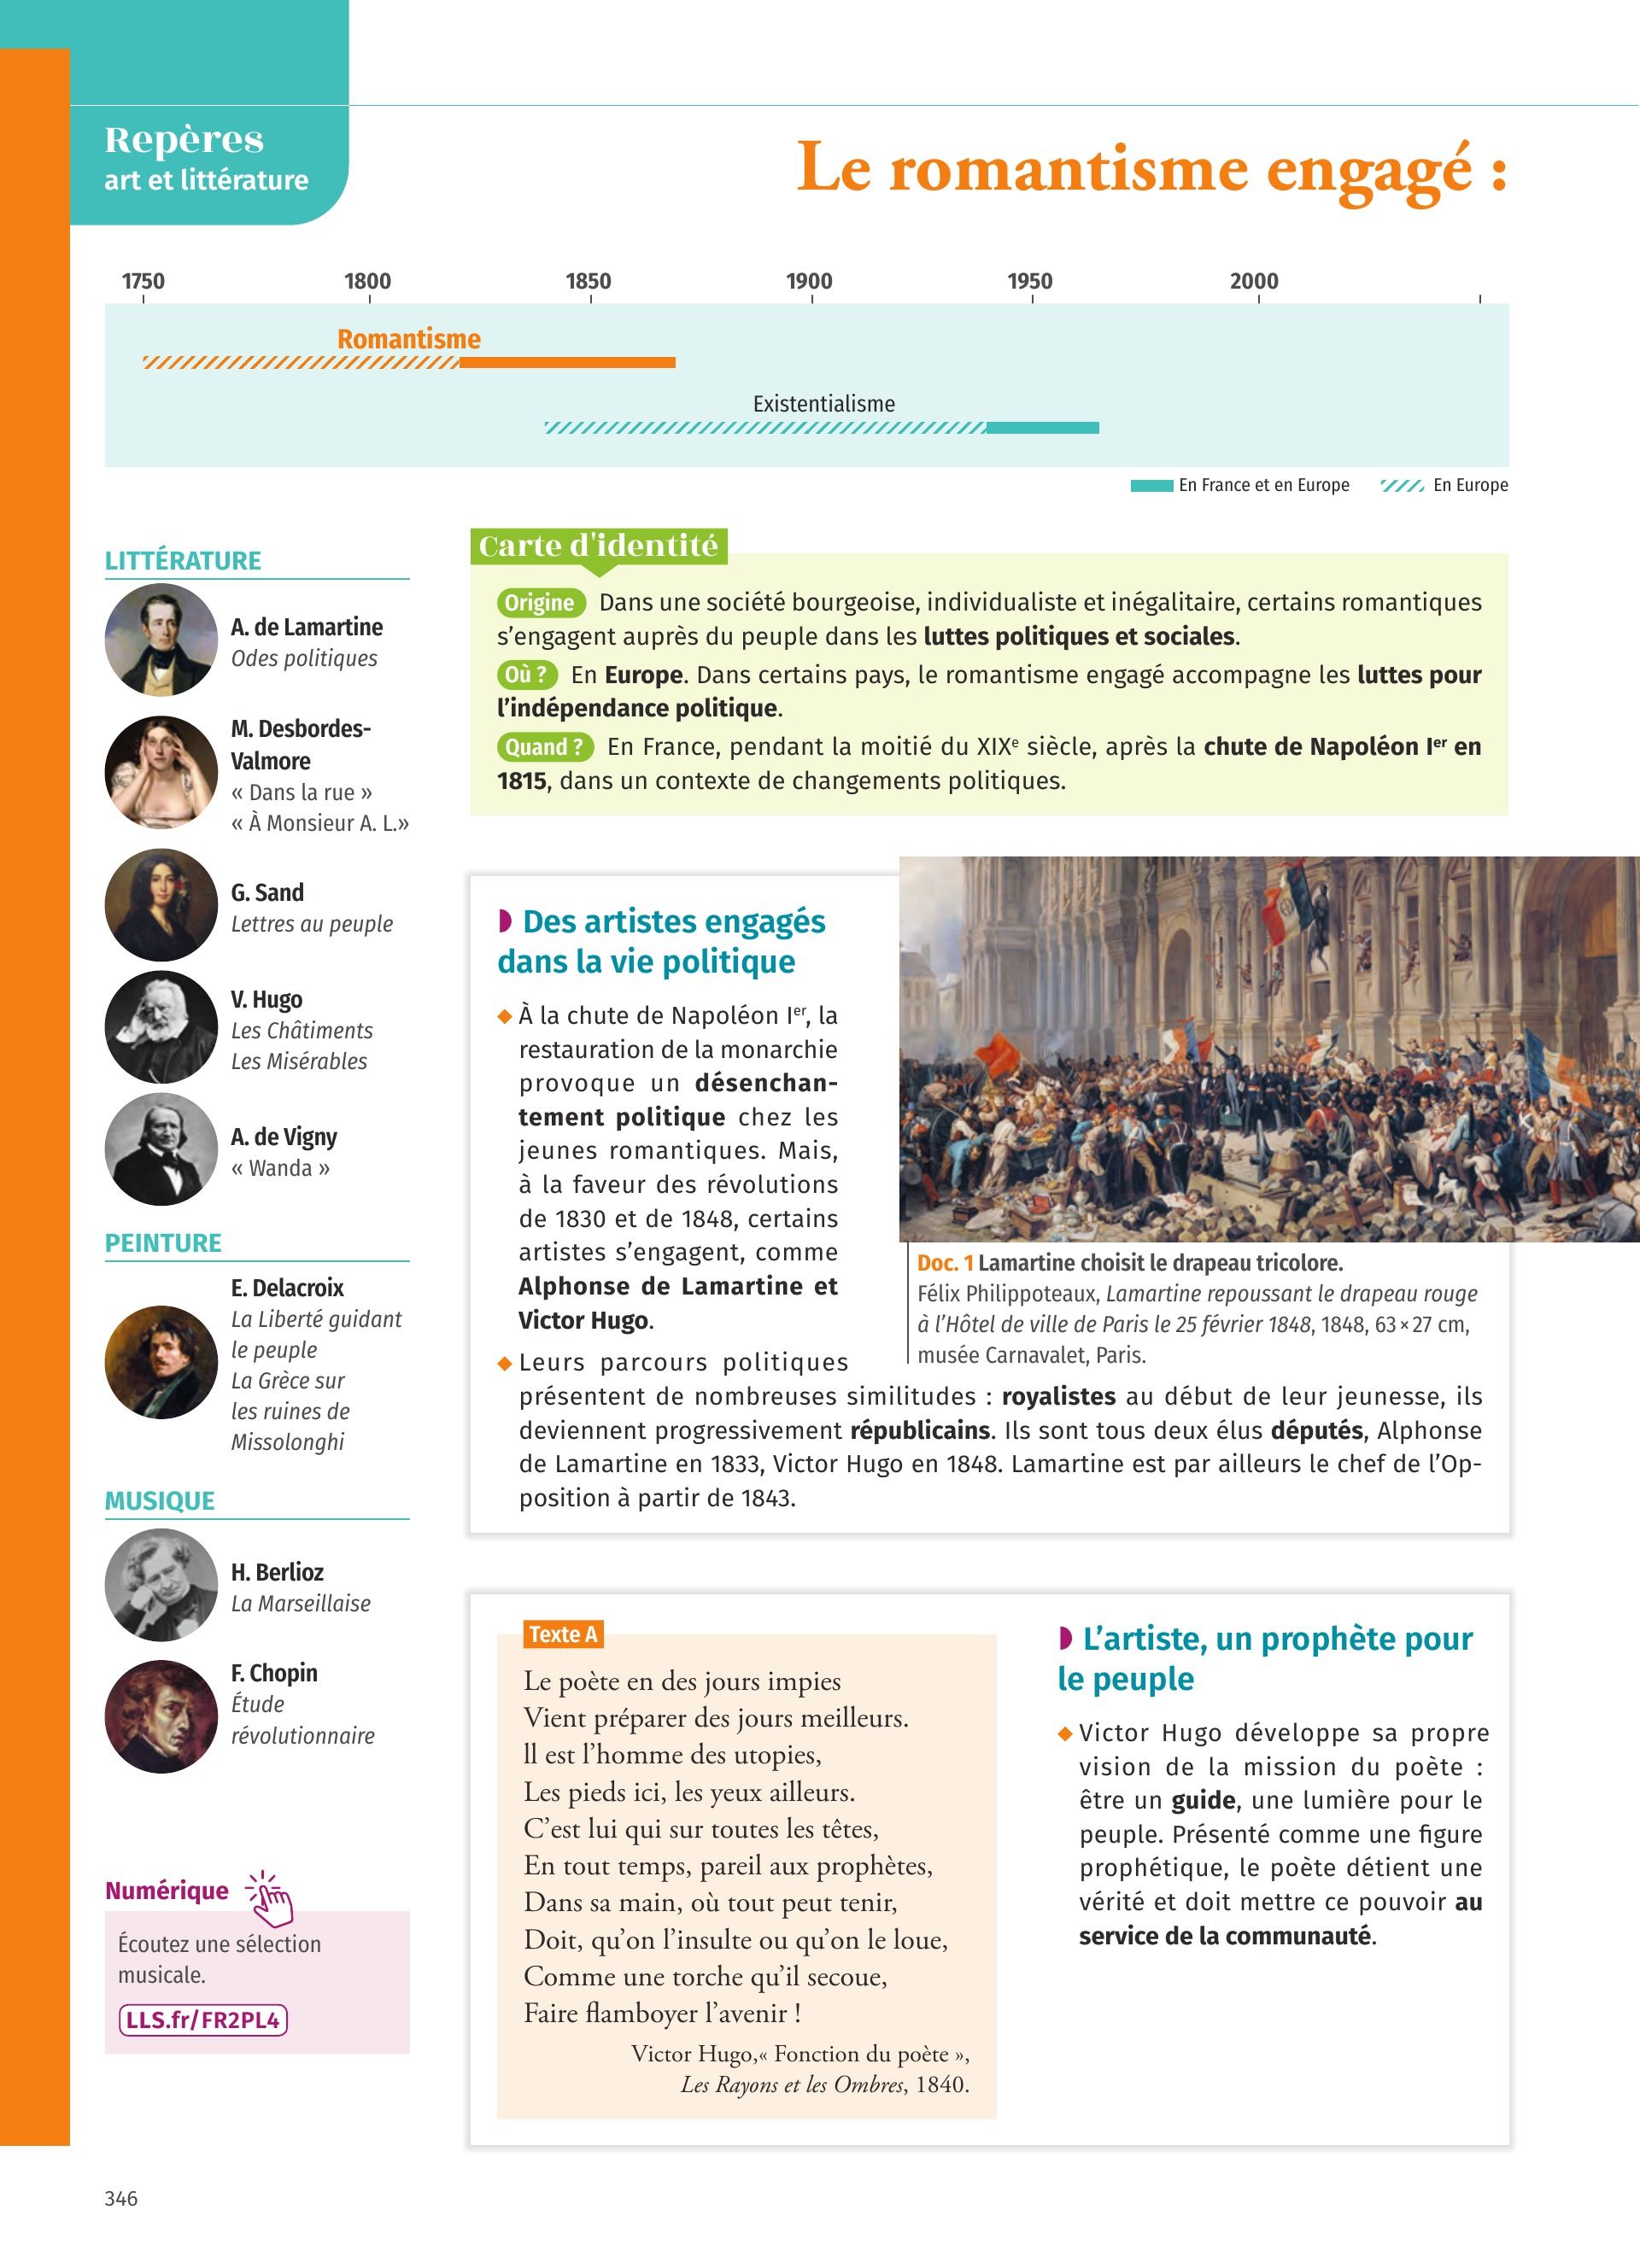 Repères
art et littérature
Le romantisme engagé :
1750 1800 1850 1900 1950 2000
Romantisme
Existentialisme
En France et en Europe En Europe
LITTÉRATURE
A. de Lamartine
Odes politiques
M. Desbordes-
Valmore
« Dans la rue »
« À Monsieur A. L.»
G. Sand
Lettres au peuple
V. Hugo
Les Châtiments
Les Misérables
A. de Vigny
« Wanda »
PEINTURE
E. Delacroix
La Liberté guidant
le peuple
La Grèce sur
les ruines de
Missolonghi
MUSIQUE
H. Berlioz
La Marseillaise
F. Chopin
Étude
révolutionnaire
Numérique
Écoutez une sélection
musicale.
LLS.fr/FR2PL4
Carte d'identité
Origine Dans une société bourgeoise, individualiste et inégalitaire, certains romantiques
s’engagent auprès du peuple dans les luttes politiques et sociales.
Où ? En Europe. Dans certains pays, le romantisme engagé accompagne les luttes pour
l’indépendance politique.
Quand ? En France, pendant la moitié du XIXe siècle, après la chute de Napoléon Ier en
1815, dans un contexte de changements politiques.
Des artistes engagés
dans la vie politique
À la chute de Napoléon Ier, la
restauration de la monarchie
provoque un désenchan-
tement politique chez les
jeunes romantiques. Mais,
à la faveur des révolutions
de 1830 et de 1848, certains
artistes s’engagent, comme
Alphonse de Lamartine et
Victor Hugo.
Leurs parcours politiques
présentent de nombreuses similitudes : royalistes au début de leur jeunesse, ils
deviennent progressivement républicains. Ils sont tous deux élus députés, Alphonse
de Lamartine en 1833, Victor Hugo en 1848. Lamartine est par ailleurs le chef de l’Op-
position à partir de 1843.
Doc. 1 Lamartine choisit le drapeau tricolore.
Félix Philippoteaux, Lamartine repoussant le drapeau rouge
à l’Hôtel de ville de Paris le 25 février 1848, 1848, 63 × 27 cm,
musée Carnavalet, Paris.
Texte A
Le poète en des jours impies
Vient préparer des jours meilleurs.
ll est l’homme des utopies,
Les pieds ici, les yeux ailleurs.
C’est lui qui sur toutes les têtes,
En tout temps, pareil aux prophètes,
Dans sa main, où tout peut tenir,
Doit, qu’on l’insulte ou qu’on le loue,
Comme une torche qu’il secoue,
Faire flamboyer l’avenir !
Victor Hugo,« Fonction du poète »,
Les Rayons et les Ombres, 1840.
L’artiste, un prophète pour
le peuple
Victor Hugo développe sa propre
vision de la mission du poète :
être un guide, une lumière pour le
peuple. Présenté comme une figure
prophétique, le poète détient une
vérité et doit mettre ce pouvoir au
service de la communauté.
346